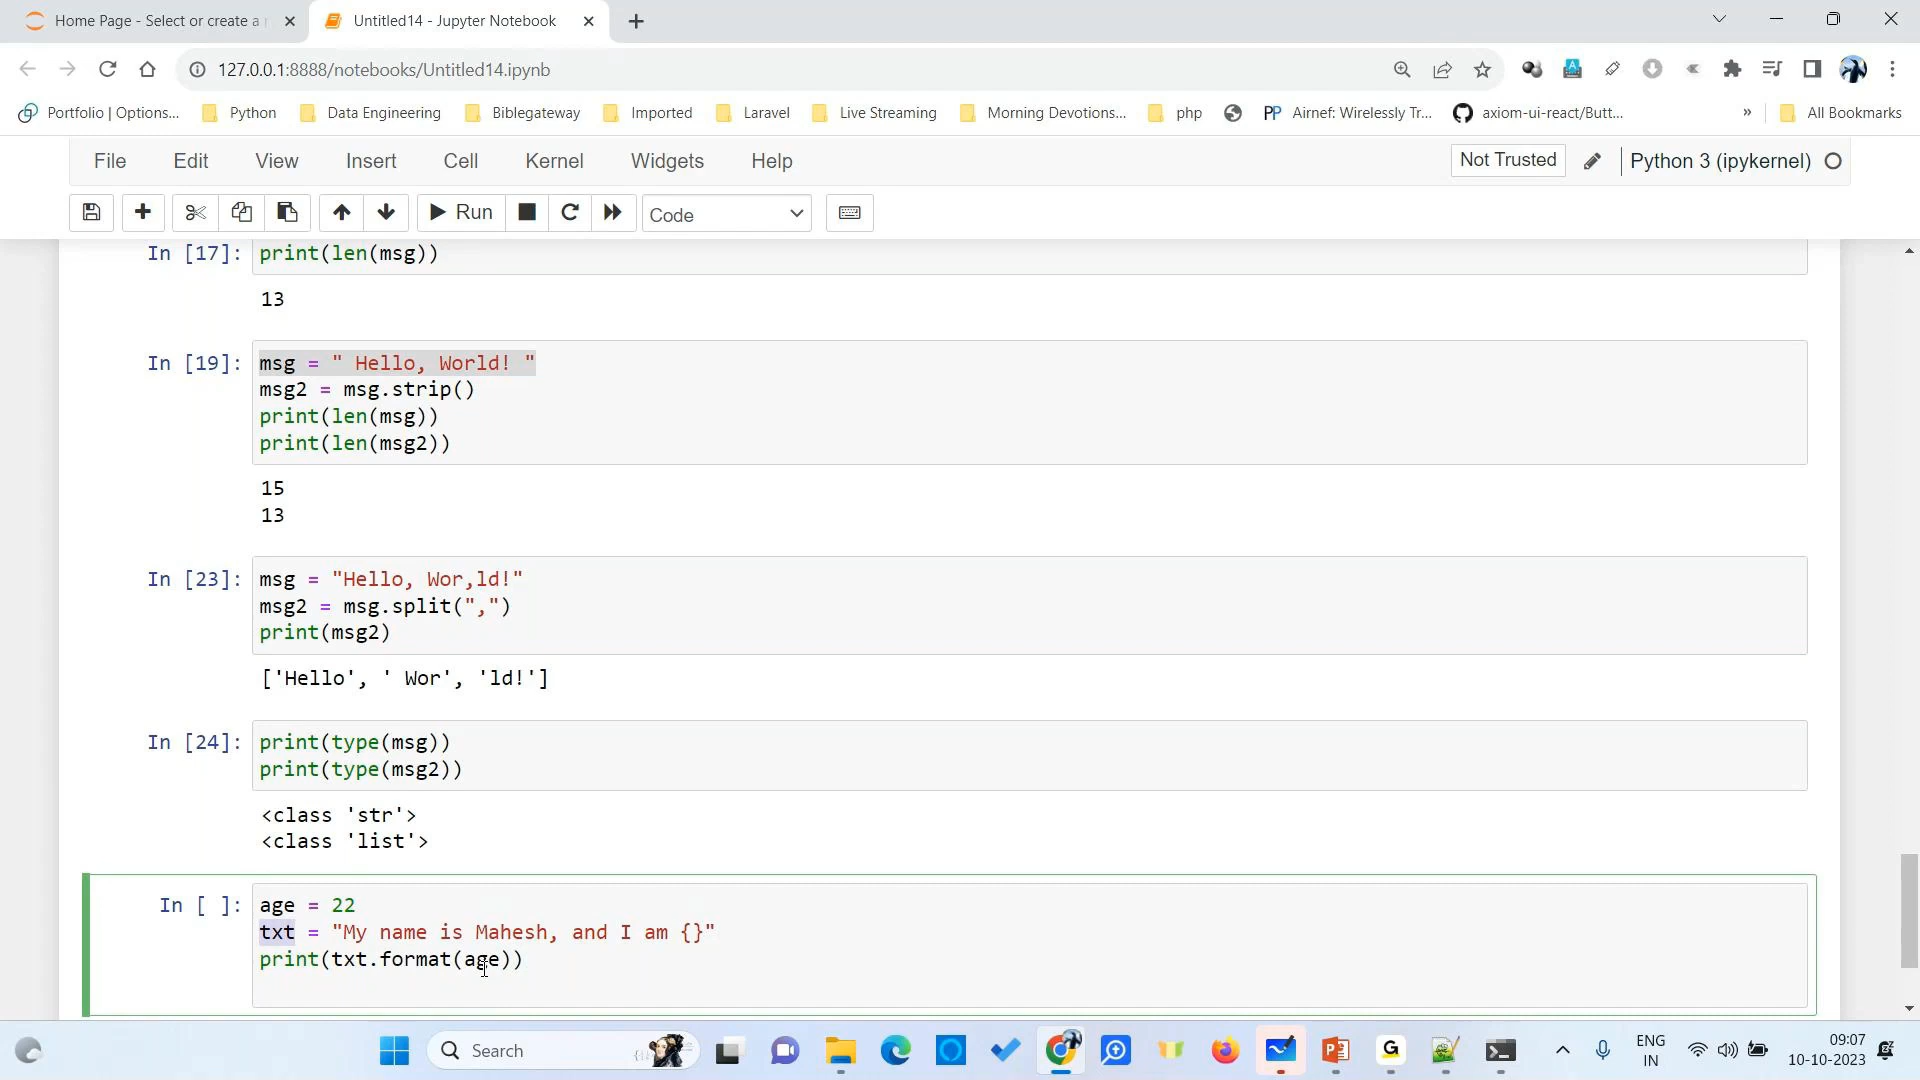 Home Page - Select or create a n
Untitled14 - Jupyter Notebook
127.0.0.1:8888/notebooks/Untitled14.ipynb
Portfolio | Options... Python Data Engineering Biblegateway Imported Laravel Live Streaming Morning Devotions... php Airnef: Wirelessly Tr... axiom-ui-react/Butt... » All Bookmarks
File Edit View Insert Cell Kernel Widgets Help Not Trusted Python 3 (ipykernel)
Run Code
In [17]: print(len(msg))
13
In [19]: msg = " Hello, World! "
msg2 = msg.strip()
print(len(msg))
print(len(msg2))
15
13
In [23]: msg = "Hello, Wor,ld!"
msg2 = msg.split(",")
print(msg2)
['Hello', ' Wor', 'ld!']
In [24]: print(type(msg))
print(type(msg2))
<class 'str'>
<class 'list'>
In [ ]: age = 22
txt = "My name is Mahesh, and I am {}"
print(txt.format(age))
Search
ENG
IN
09:07
10-10-2023